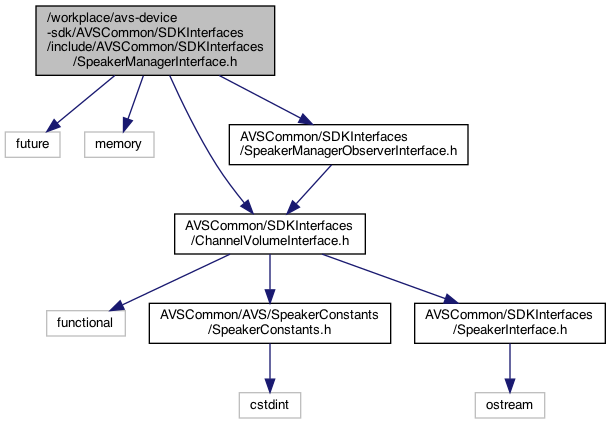 /workplace/avs-device
-sdk/AVSCommon/SDKInterfaces
/include/AVSCommon/SDKInterfaces
/SpeakerManagerInterface.h
future
memory
AVSCommon/SDKInterfaces
/SpeakerManagerObserverInterface.h
AVSCommon/SDKInterfaces
/ChannelVolumeInterface.h
functional
AVSCommon/AVS/SpeakerConstants
/SpeakerConstants.h
AVSCommon/SDKInterfaces
/SpeakerInterface.h
cstdint
ostream